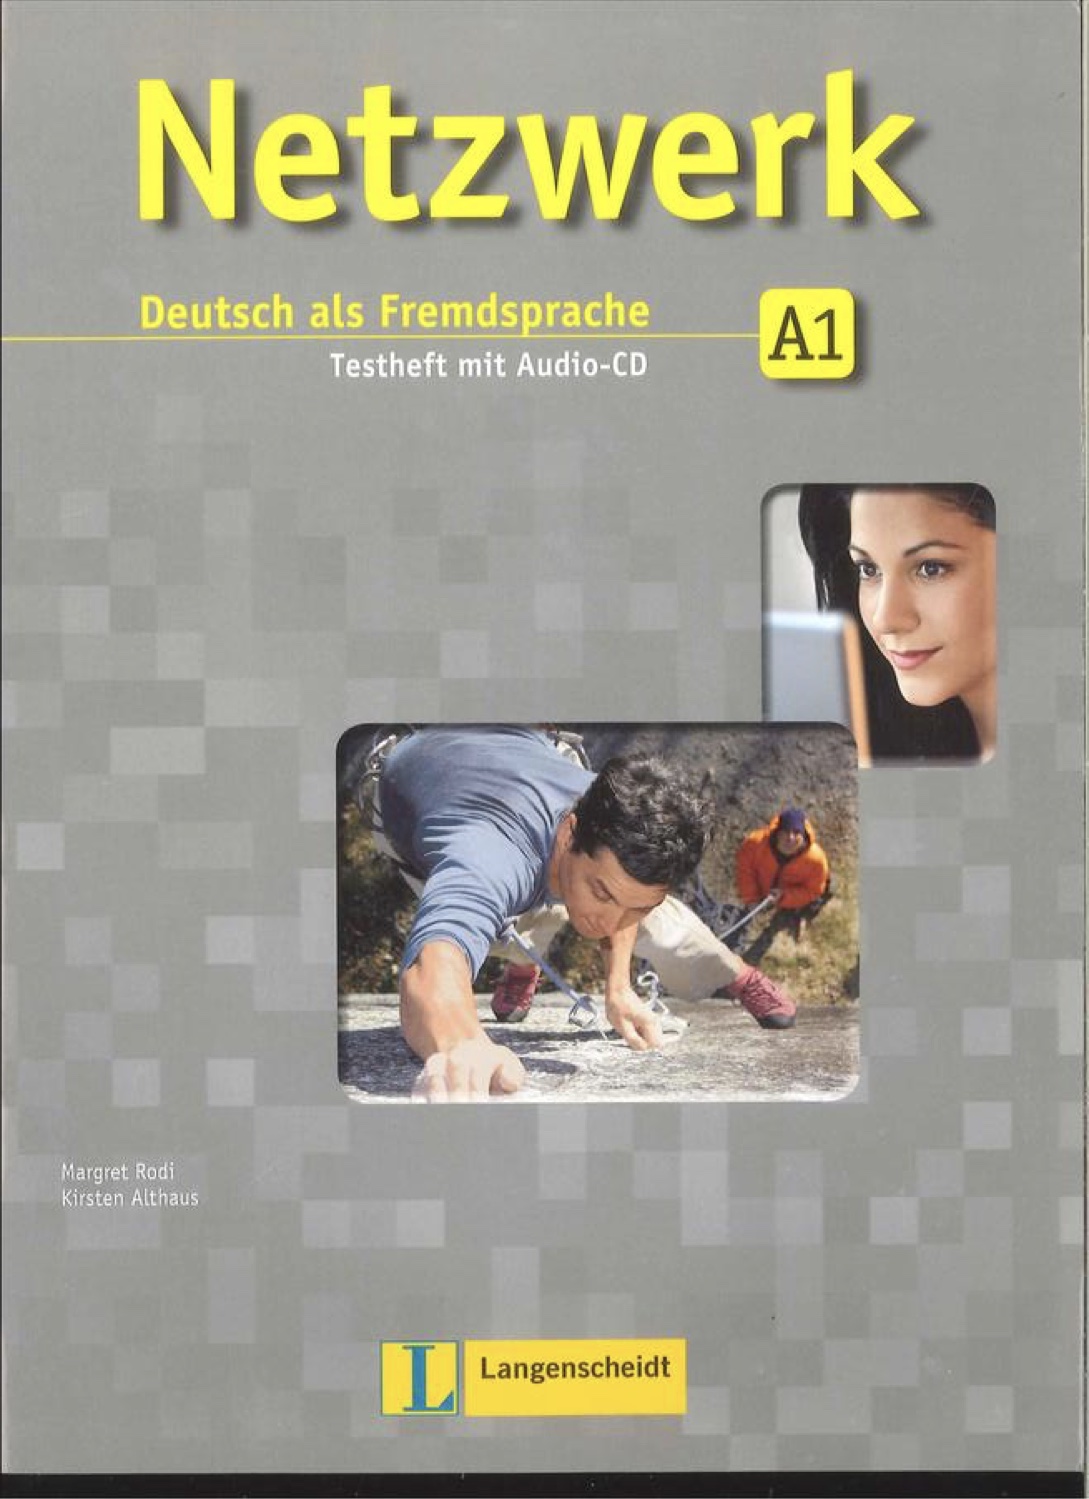 Netzwerk
Deutsch als Fremdsprache
A1
Testheft mit Audio-CD
Margret Rodi
Kirsten Althaus
L
Langenscheidt